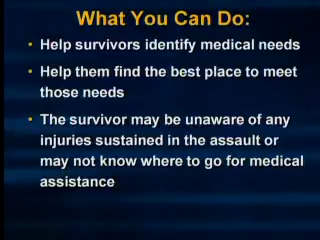 What You Can Do:
• Help survivors identify medical needs
• Help them find the best place to meet
those needs
• The survivor may be unaware of any
injuries sustained in the assault or
may not know where to go for medical
assistance